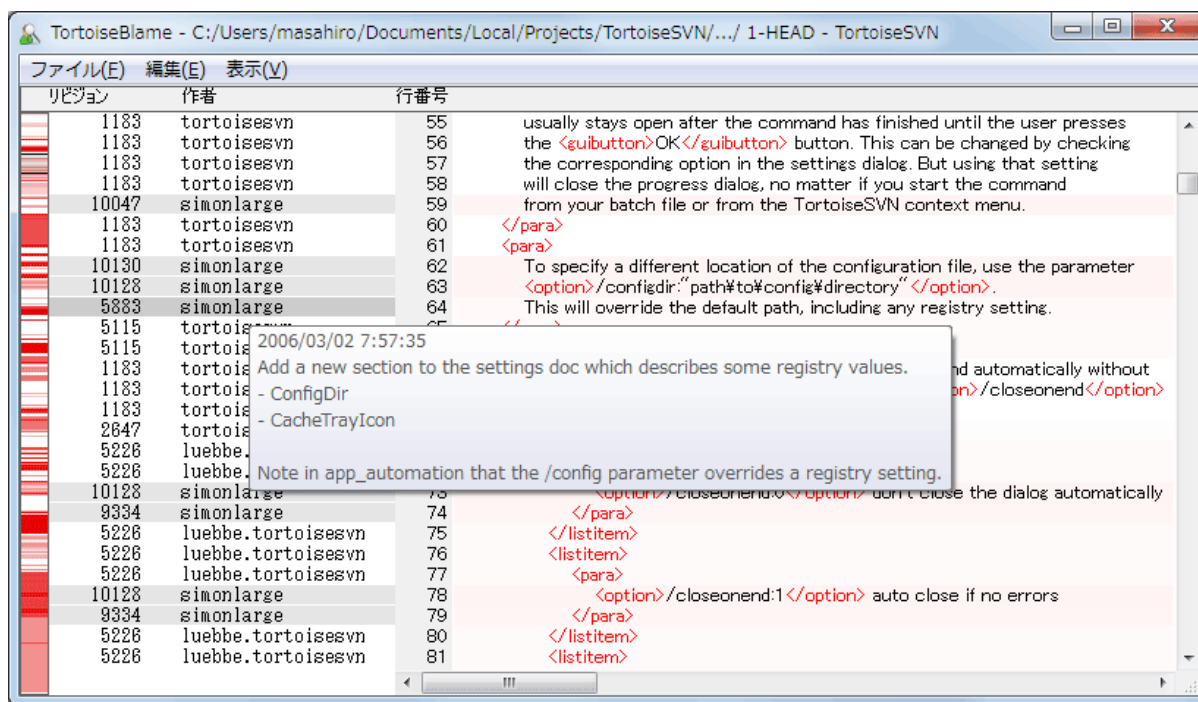 TortoiseBlame - C:/Users/masahiro/Documents/Local/Projects/TortoiseSVN/.../ 1-HEAD - TortoiseSVN
ファイル(F) 編集(E) 表示(V)
リビジョン 作者 行番号
1183 tortoisesvn 55 usually stays open after the command has finished until the user presses
1183 tortoisesvn 56 the <guibutton>OK</guibutton> button. This can be changed by checking
1183 tortoisesvn 57 the corresponding option in the settings dialog. But using that setting
1183 tortoisesvn 58 will close the progress dialog, no matter if you start the command
10047 simonlarge 59 from your batch file or from the TortoiseSVN context menu.
1183 tortoisesvn 60 </para>
1183 tortoisesvn 61 <para>
10130 simonlarge 62 To specify a different location of the configuration file, use the parameter
10128 simonlarge 63 <option>/configdir:"path¥to¥config¥directory"</option>.
5883 simonlarge 64 This will override the default path, including any registry setting.
5115 tortoisesvn 65
5115 tortois
1183 tortois nd automatically without
1183 tortois on>/closeonend</option>
1183 tortois
2647 tortois
5226 luebbe.
5226 luebbe.
2006/03/02 7:57:35
Add a new section to the settings doc which describes some registry values.
- ConfigDir
- CacheTrayIcon
Note in app_automation that the /config parameter overrides a registry setting.
10128 simonlarge 73 <option>/closeonend:0</option> don't close the dialog automatically
9334 simonlarge 74 </para>
5226 luebbe.tortoisesvn 75 </listitem>
5226 luebbe.tortoisesvn 76 <listitem>
5226 luebbe.tortoisesvn 77 <para>
10128 simonlarge 78 <option>/closeonend:1</option> auto close if no errors
9334 simonlarge 79 </para>
5226 luebbe.tortoisesvn 80 </listitem>
5226 luebbe.tortoisesvn 81 <listitem>